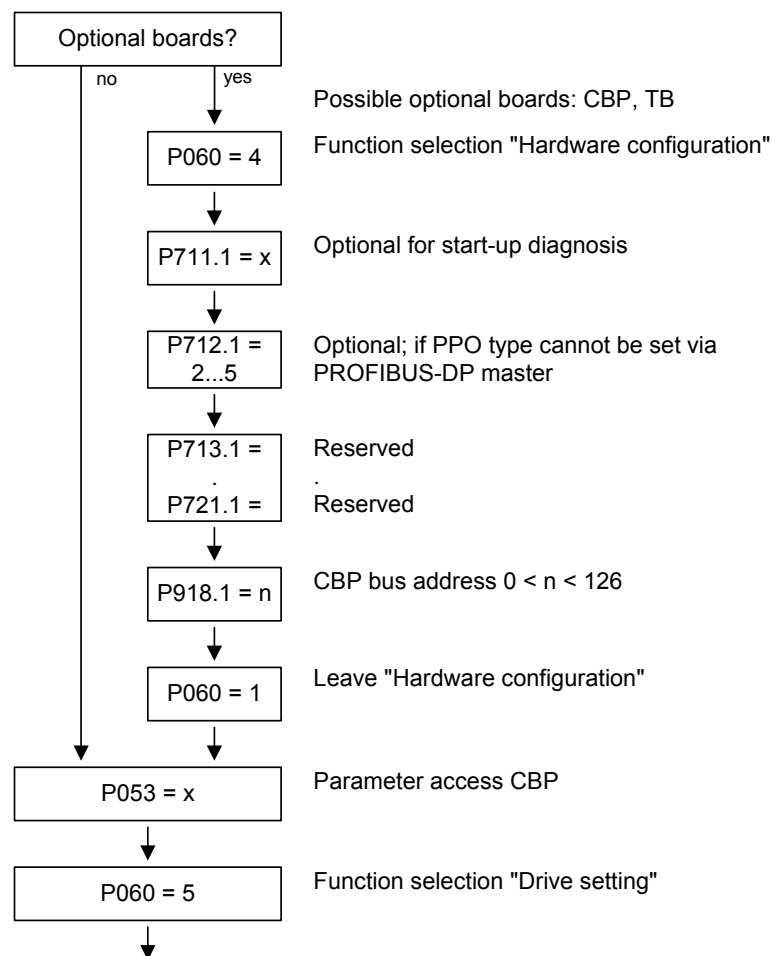 Optional boards?
no
yes
Possible optional boards: CBP, TB
P060 = 4
Function selection "Hardware configuration"
P711.1 = x
Optional for start-up diagnosis
P712.1 =
2...5
Optional; if PPO type cannot be set via
PROFIBUS-DP master
P713.1 =
.
P721.1 =
Reserved
.
Reserved
P918.1 = n
CBP bus address 0 < n < 126
P060 = 1
Leave "Hardware configuration"
P053 = x
Parameter access CBP
P060 = 5
Function selection "Drive setting"